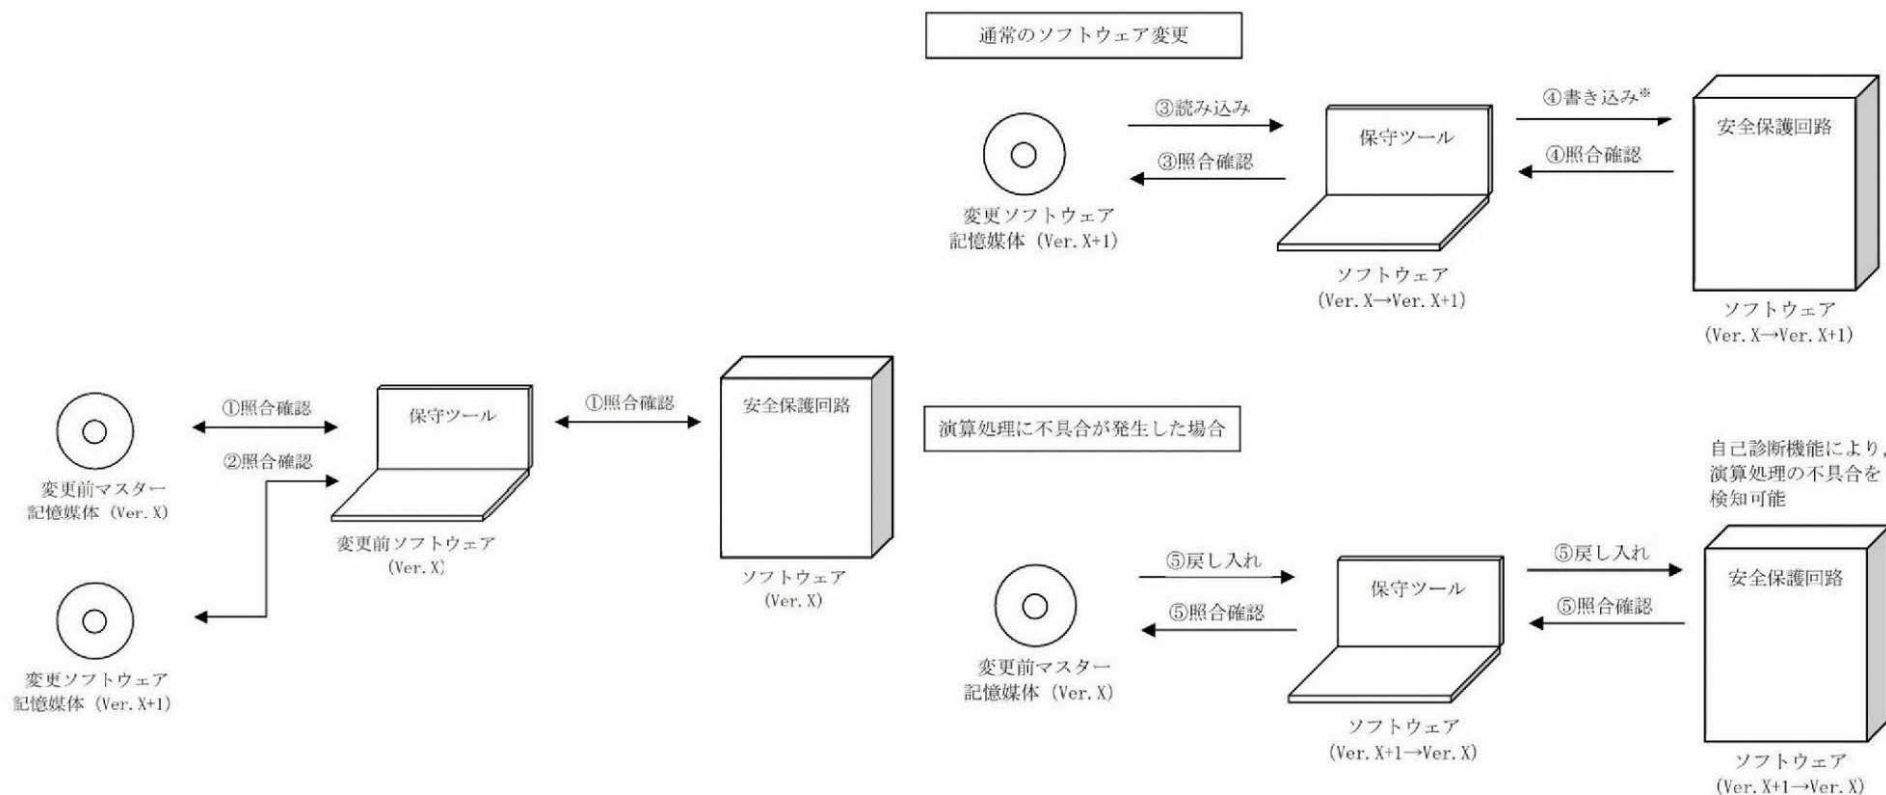 通常のソフトウェア変更
③読み込み
③照合確認
変更ソフトウェア
記憶媒体 (Ver. X+1)
保守ツール
ソフトウェア
(Ver. X→Ver. X+1)
④書き込み※
④照合確認
安全保護回路
ソフトウェア
(Ver. X→Ver. X+1)
①照合確認
②照合確認
変更前マスター
記憶媒体 (Ver. X)
変更ソフトウェア
記憶媒体 (Ver. X+1)
保守ツール
変更前ソフトウェア
(Ver. X)
①照合確認
安全保護回路
ソフトウェア
(Ver. X)
演算処理に不具合が発生した場合
自己診断機能により,
演算処理の不具合を
検知可能
⑤戻し入れ
⑤照合確認
変更前マスター
記憶媒体 (Ver. X)
保守ツール
ソフトウェア
(Ver. X+1→Ver. X)
⑤戻し入れ
⑤照合確認
安全保護回路
ソフトウェア
(Ver. X+1→Ver. X)